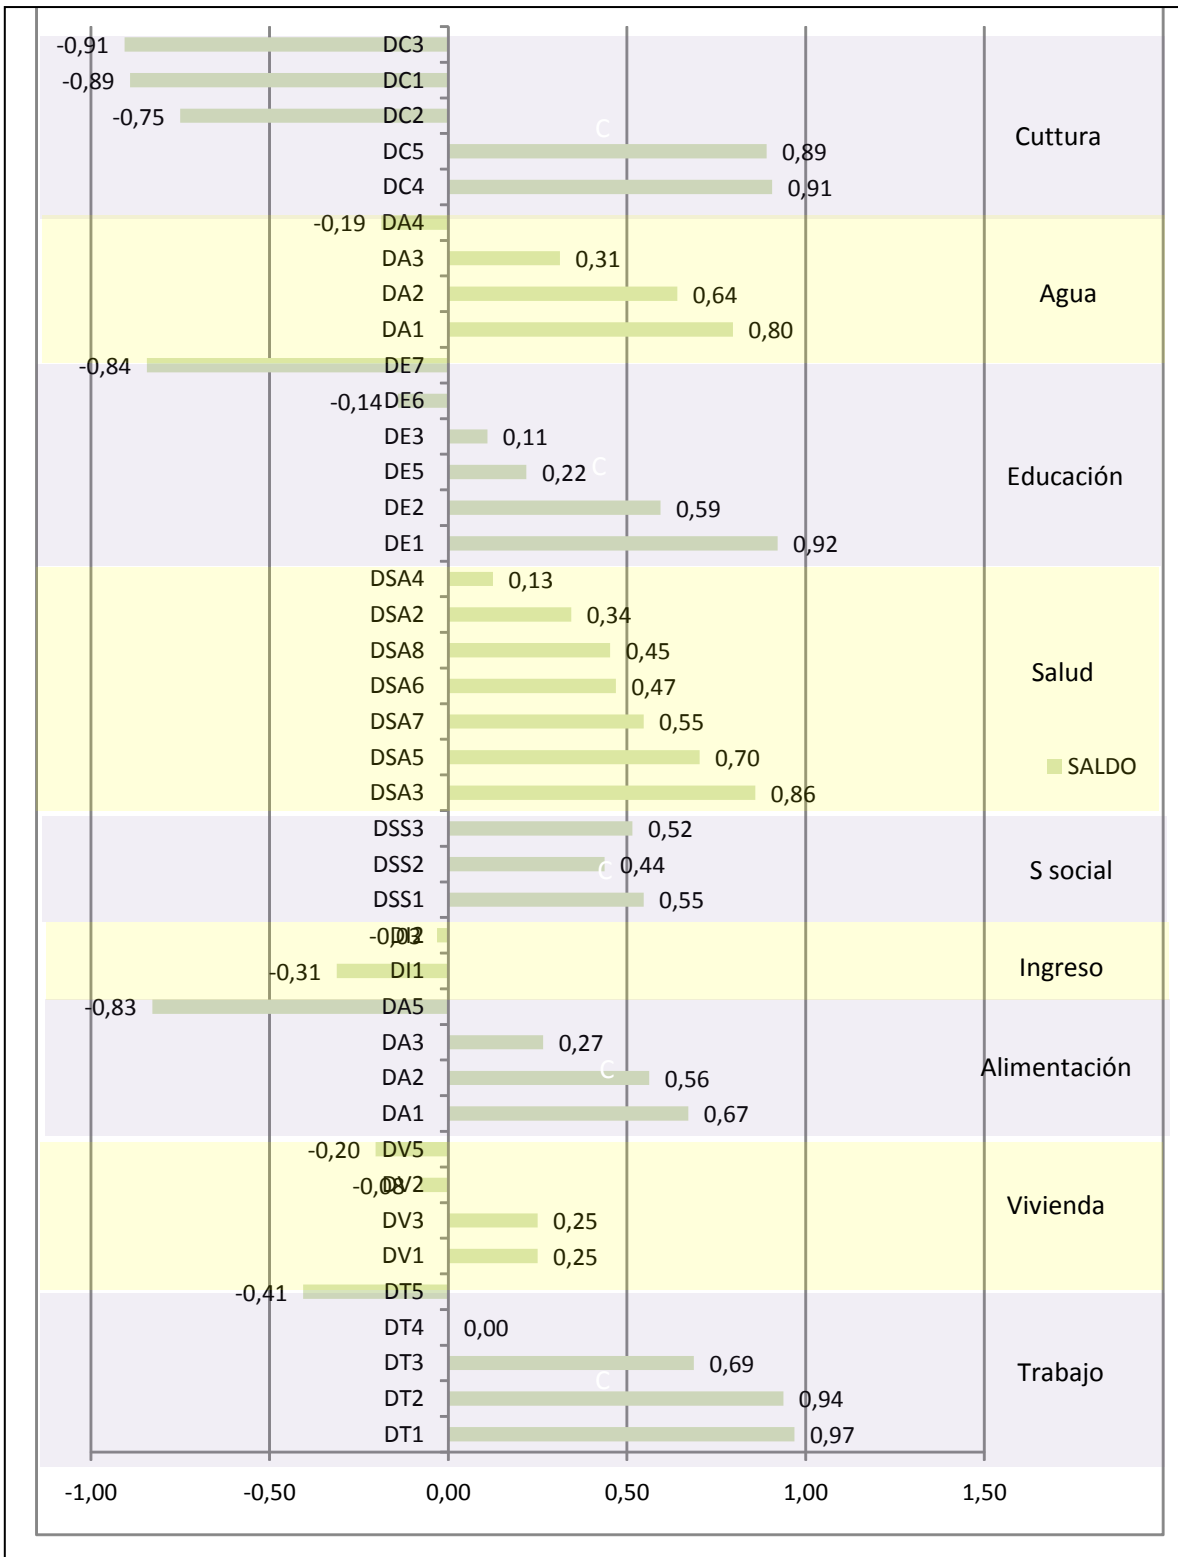 -0,91 DC3
-0,89 DC1
-0,75 DC2
C
Cuttura
DC5 0,89
DC4 0,91
-0,19 DA4
DA3 0,31
DA2 0,64
Agua
DA1 0,80
-0,84 DE7
-0,14 DE6
DE3 0,11
DE5 0,22
C
Educación
DE2 0,59
DE1 0,92
DSA4 0,13
DSA2 0,34
DSA8 0,45
Salud
DSA6 0,47
DSA7 0,55
DSA5 0,70
SALDO
DSA3 0,86
DSS3 0,52
DSS2 0,44
C
S social
DSS1 0,55
-0,03 DI2
-0,31 DI1
Ingreso
-0,83 DA5
DA3 0,27
C
Alimentación
DA2 0,56
DA1 0,67
-0,20 DV5
-0,08 DV2
Vivienda
DV3 0,25
DV1 0,25
-0,41 DT5
DT4 0,00
DT3 0,69
C
Trabajo
DT2 0,94
DT1 0,97
-1,00 -0,50 0,00 0,50 1,00 1,50